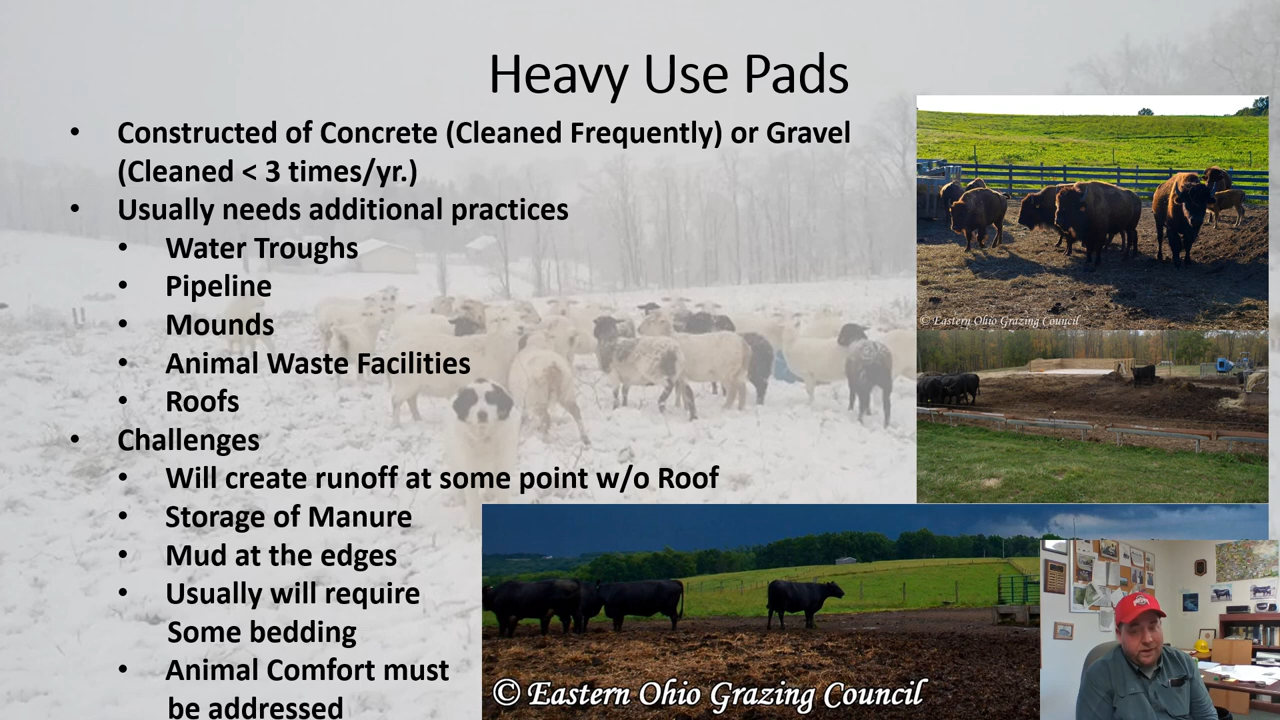 Heavy Use Pads
• Constructed of Concrete (Cleaned Frequently) or Gravel
(Cleaned < 3 times/yr.)
• Usually needs additional practices
• Water Troughs
• Pipeline
• Mounds
• Animal Waste Facilities
• Roofs
• Challenges
• Will create runoff at some point w/o Roof
• Storage of Manure
• Mud at the edges
• Usually will require
Some bedding
• Animal Comfort must
be addressed
© Eastern Ohio Grazing Council
© Eastern Ohio Grazing Council